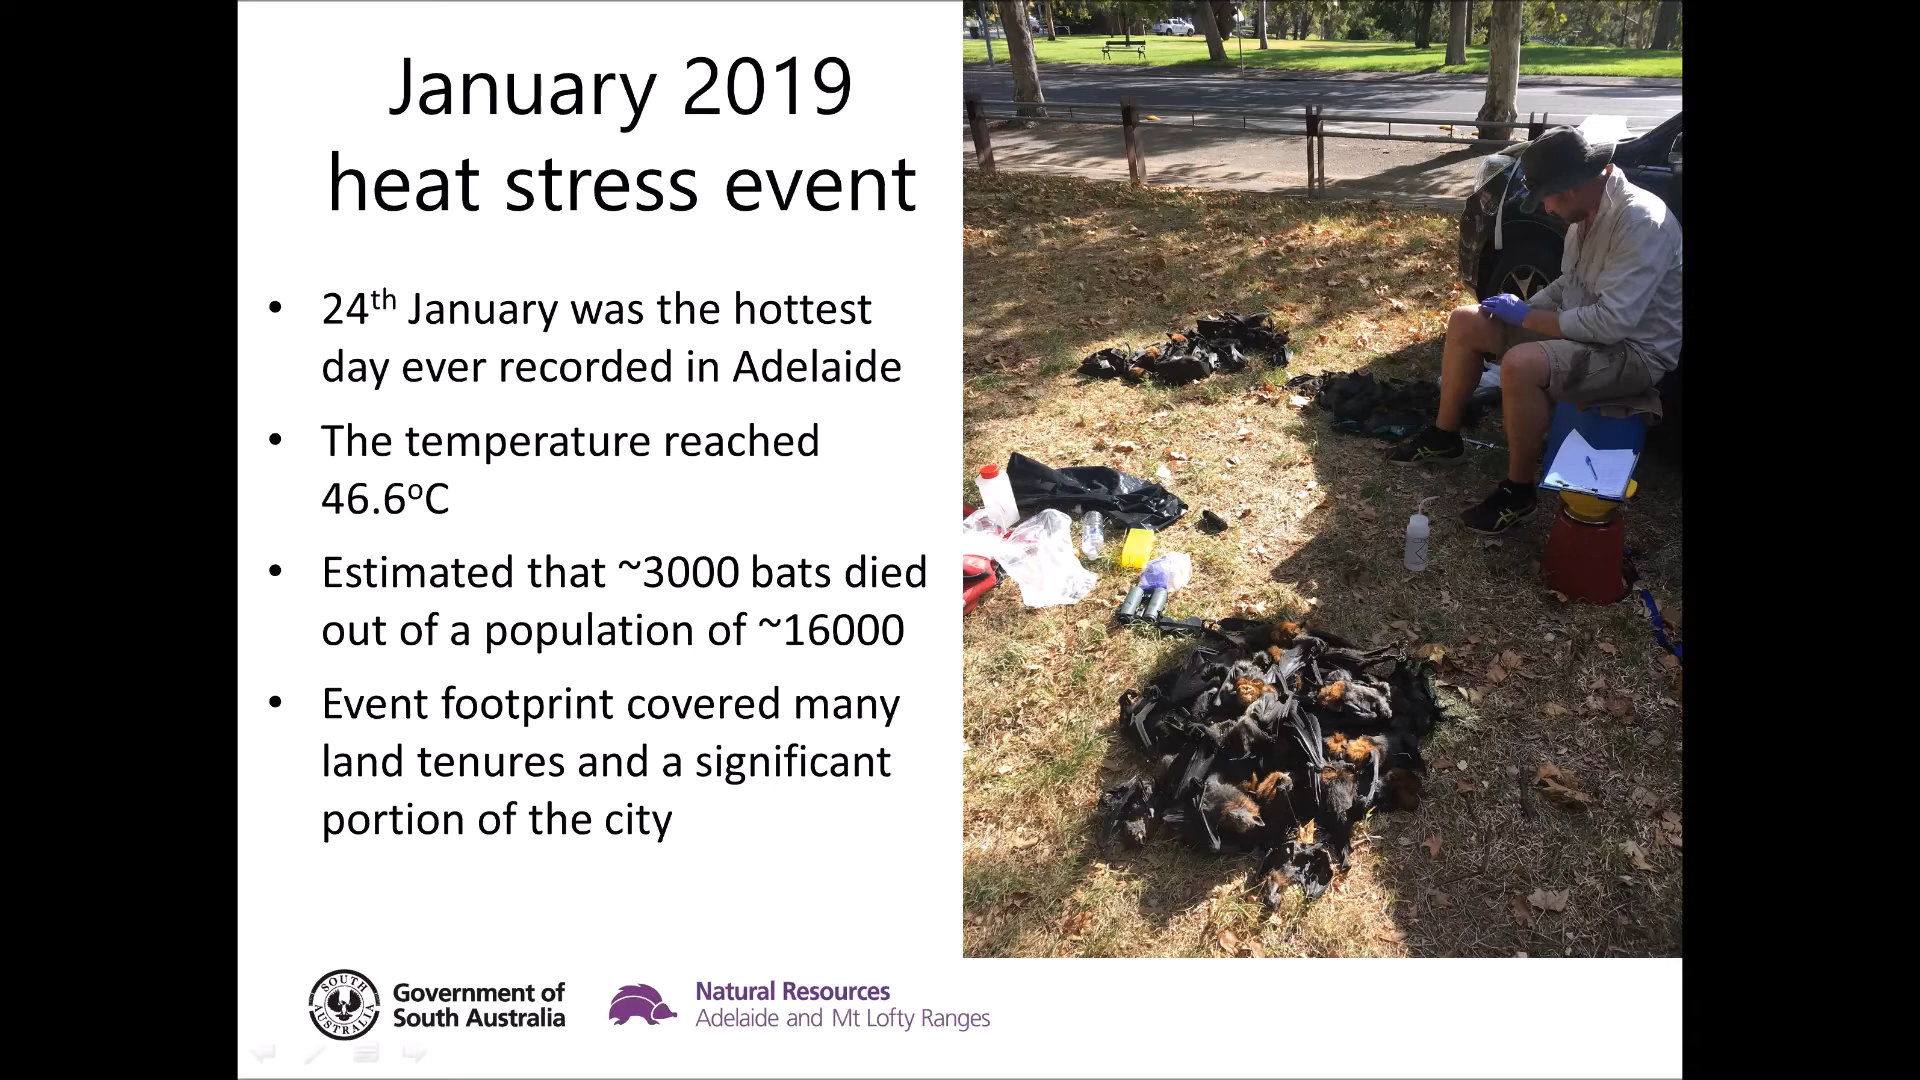 January 2019
heat stress event
• 24th January was the hottest
day ever recorded in Adelaide
• The temperature reached
46.6oC
• Estimated that ~3000 bats died
out of a population of ~16000
• Event footprint covered many
land tenures and a significant
portion of the city
SOUTH
AUSTRALIA
Government of
South Australia
Natural Resources
Adelaide and Mt Lofty Ranges